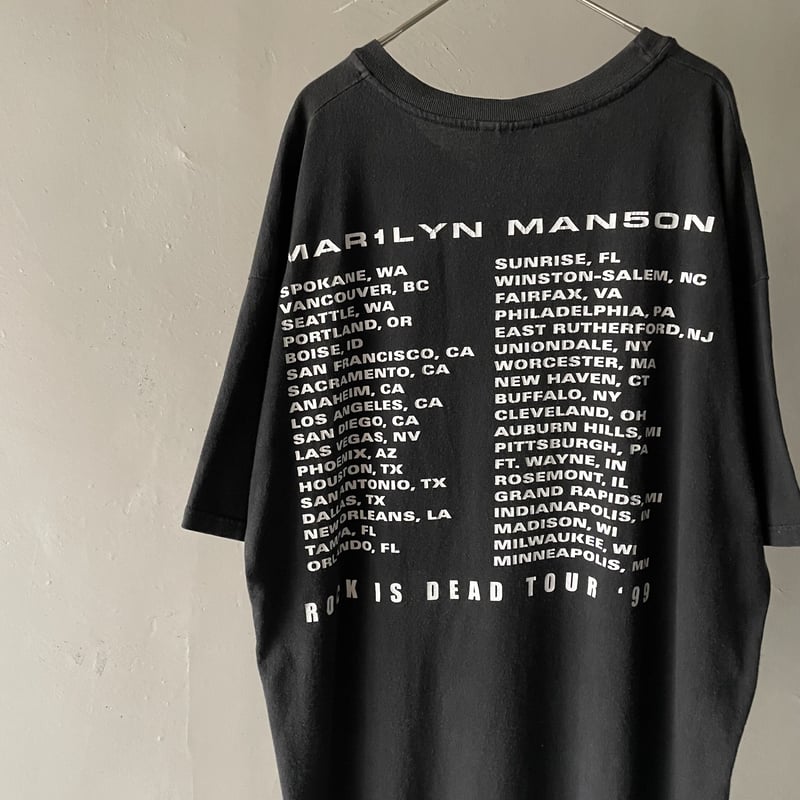 MAR1LYN MAN5ON
SPOKANE, WA
VANCOUVER, BC
SEATTLE, WA
PORTLAND, OR
BOISE, ID
SAN FRANCISCO, CA
SACRAMENTO, CA
ANAHEIM, CA
LOS ANGELES, CA
SAN DIEGO, CA
LAS VEGAS, NV
PHOENIX, AZ
HOUSTON, TX
SAN ANTONIO, TX
DALLAS, TX
NEW ORLEANS, LA
TAMPA, FL
ORLANDO, FL
SUNRISE, FL
WINSTON-SALEM, NC
FAIRFAX, VA
PHILADELPHIA, PA
EAST RUTHERFORD, NJ
UNIONDALE, NY
WORCESTER, MA
NEW HAVEN, CT
BUFFALO, NY
CLEVELAND, OH
AUBURN HILLS, MI
PITTSBURGH, PA
FT. WAYNE, IN
ROSEMONT, IL
GRAND RAPIDS, MI
INDIANAPOLIS, IN
MADISON, WI
MILWAUKEE, WI
MINNEAPOLIS, MN
ROCK IS DEAD TOUR '99